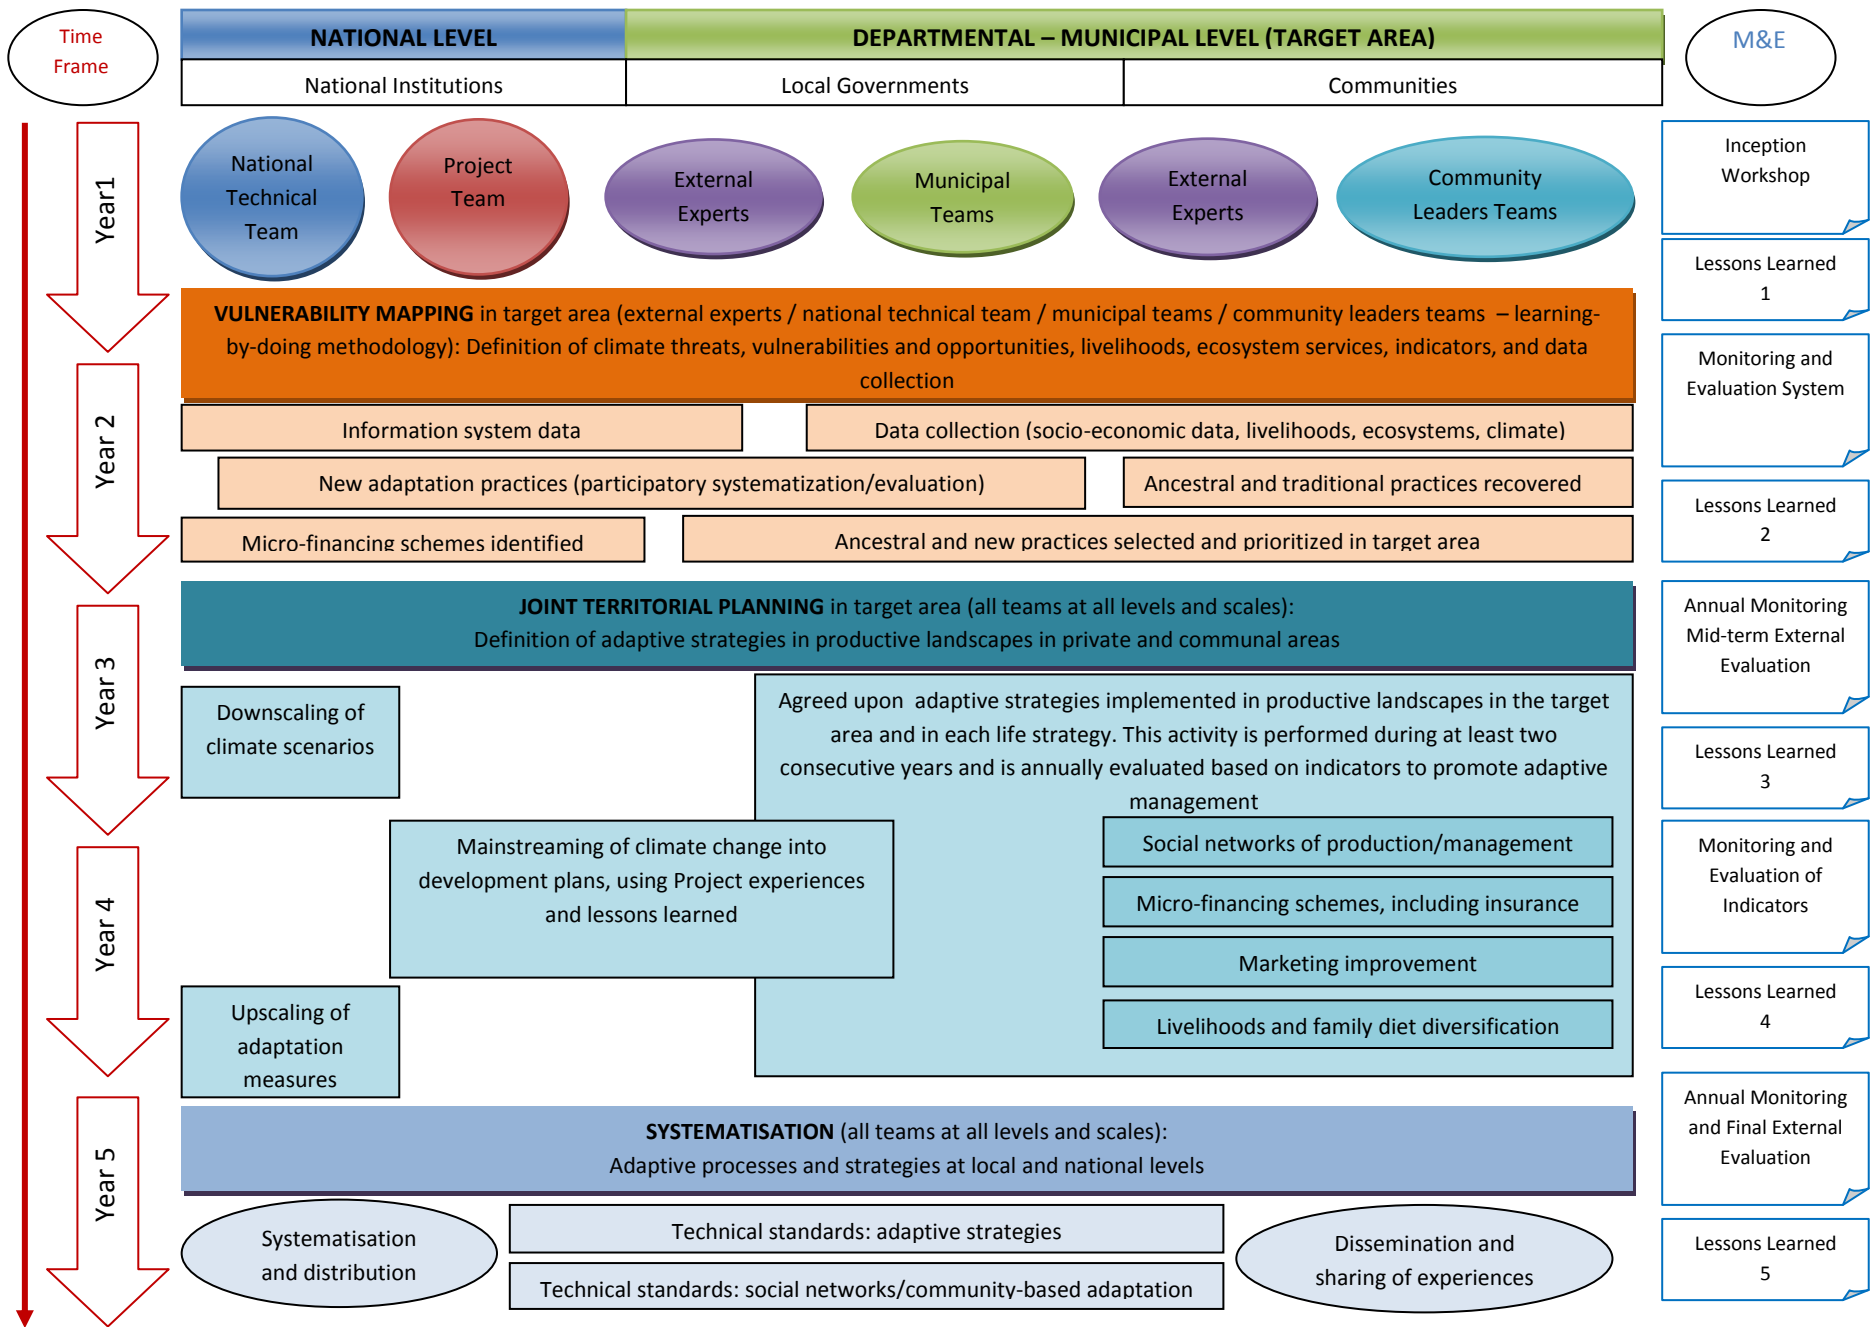 Time
Frame
NATIONAL LEVEL
DEPARTMENTAL – MUNICIPAL LEVEL (TARGET AREA)
M&E
National Institutions
Local Governments
Communities
Year1
National
Technical
Team
Project
Team
External
Experts
Municipal
Teams
External
Experts
Community
Leaders Teams
Inception
Workshop
Lessons Learned
1
VULNERABILITY MAPPING in target area (external experts / national technical team / municipal teams / community leaders teams – learning-
by-doing methodology): Definition of climate threats, vulnerabilities and opportunities, livelihoods, ecosystem services, indicators, and data
collection
Monitoring and
Evaluation System
Year 2
Information system data
Data collection (socio-economic data, livelihoods, ecosystems, climate)
New adaptation practices (participatory systematization/evaluation)
Ancestral and traditional practices recovered
Micro-financing schemes identified
Ancestral and new practices selected and prioritized in target area
Lessons Learned
2
JOINT TERRITORIAL PLANNING in target area (all teams at all levels and scales):
Definition of adaptive strategies in productive landscapes in private and communal areas
Annual Monitoring
Mid-term External
Evaluation
Year 3
Downscaling of
climate scenarios
Agreed upon adaptive strategies implemented in productive landscapes in the target
area and in each life strategy. This activity is performed during at least two
consecutive years and is annually evaluated based on indicators to promote adaptive
management
Lessons Learned
3
Year 4
Mainstreaming of climate change into
development plans, using Project experiences
and lessons learned
Social networks of production/management
Micro-financing schemes, including insurance
Marketing improvement
Livelihoods and family diet diversification
Monitoring and
Evaluation of
Indicators
Lessons Learned
4
Upscaling of
adaptation
measures
Year 5
SYSTEMATISATION (all teams at all levels and scales):
Adaptive processes and strategies at local and national levels
Annual Monitoring
and Final External
Evaluation
Systematisation
and distribution
Technical standards: adaptive strategies
Technical standards: social networks/community-based adaptation
Dissemination and
sharing of experiences
Lessons Learned
5